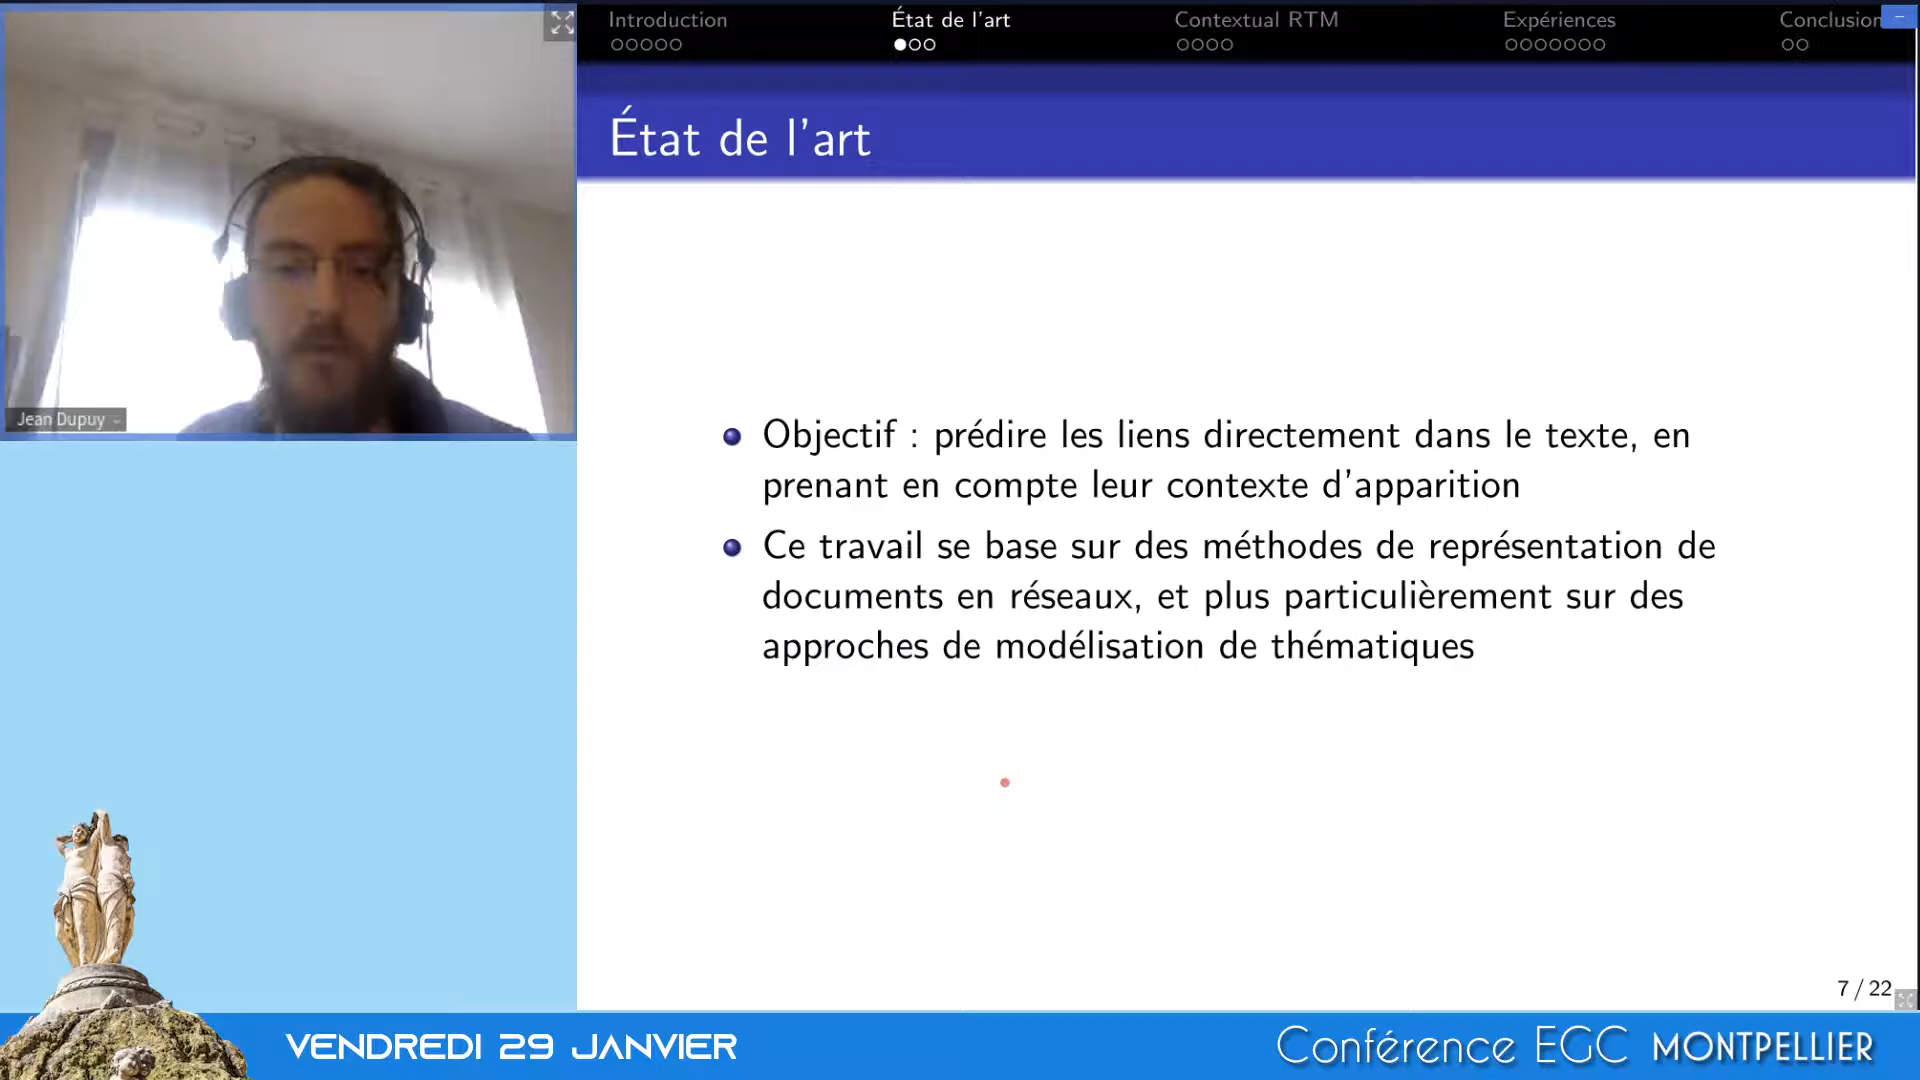 Introduction
État de l'art
Contextual RTM
Expériences
Conclusion
État de l'art
Jean Dupuy
Objectif : prédire les liens directement dans le texte, en
prenant en compte leur contexte d'apparition
Ce travail se base sur des méthodes de représentation de
documents en réseaux, et plus particulièrement sur des
approches de modélisation de thématiques
7 / 22
VENDREDI 29 JANVIER
Conférence EGC MONTPELLIER